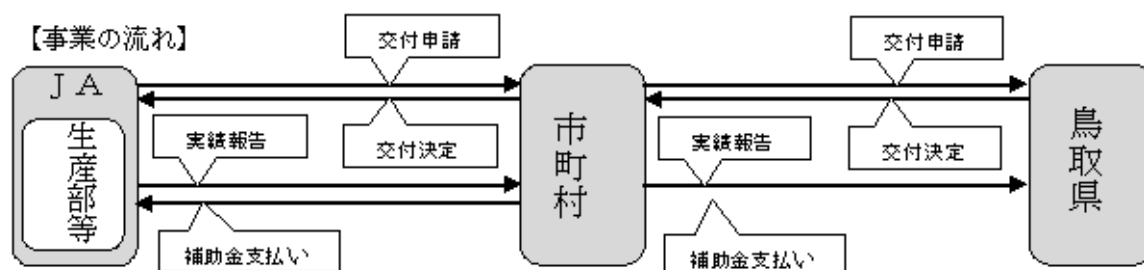 【事業の流れ】
交付申請
交付申請
ＪＡ
生産部等
実績報告
交付決定
市町村
実績報告
交付決定
鳥取県
補助金支払い
補助金支払い